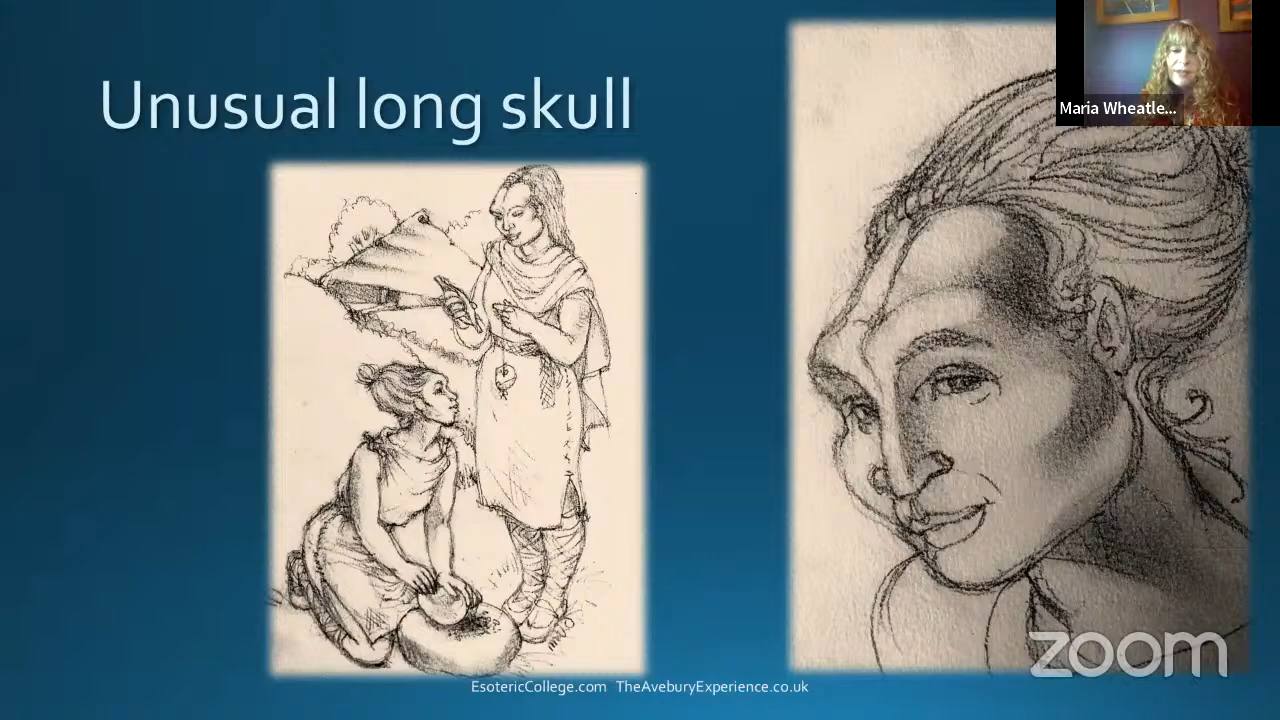 Unusual long skull
Maria Wheatle...
zoom
EsotericCollege.com TheAveburyExperience.co.uk